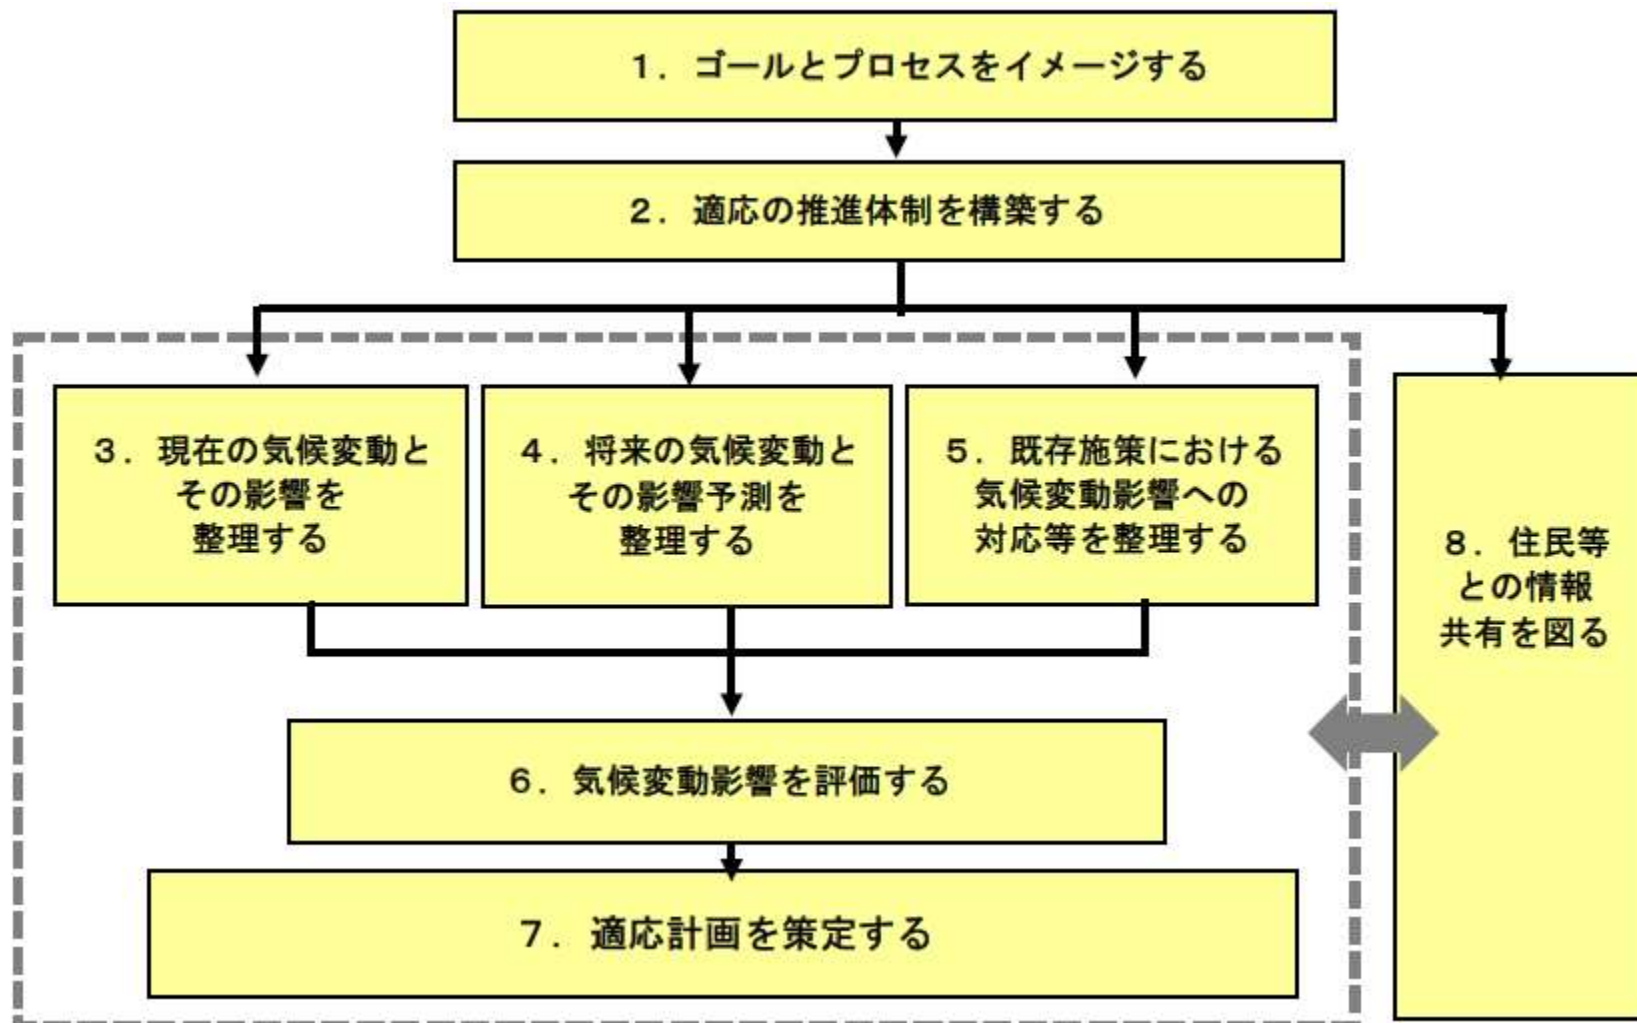 １．ゴールとプロセスをイメージする
２．適応の推進体制を構築する
３．現在の気候変動と
その影響を
整理する
４．将来の気候変動と
その影響予測を
整理する
５．既存施策における
気候変動影響への
対応等を整理する
８．住民等
との情報
共有を図る
６．気候変動影響を評価する
７．適応計画を策定する